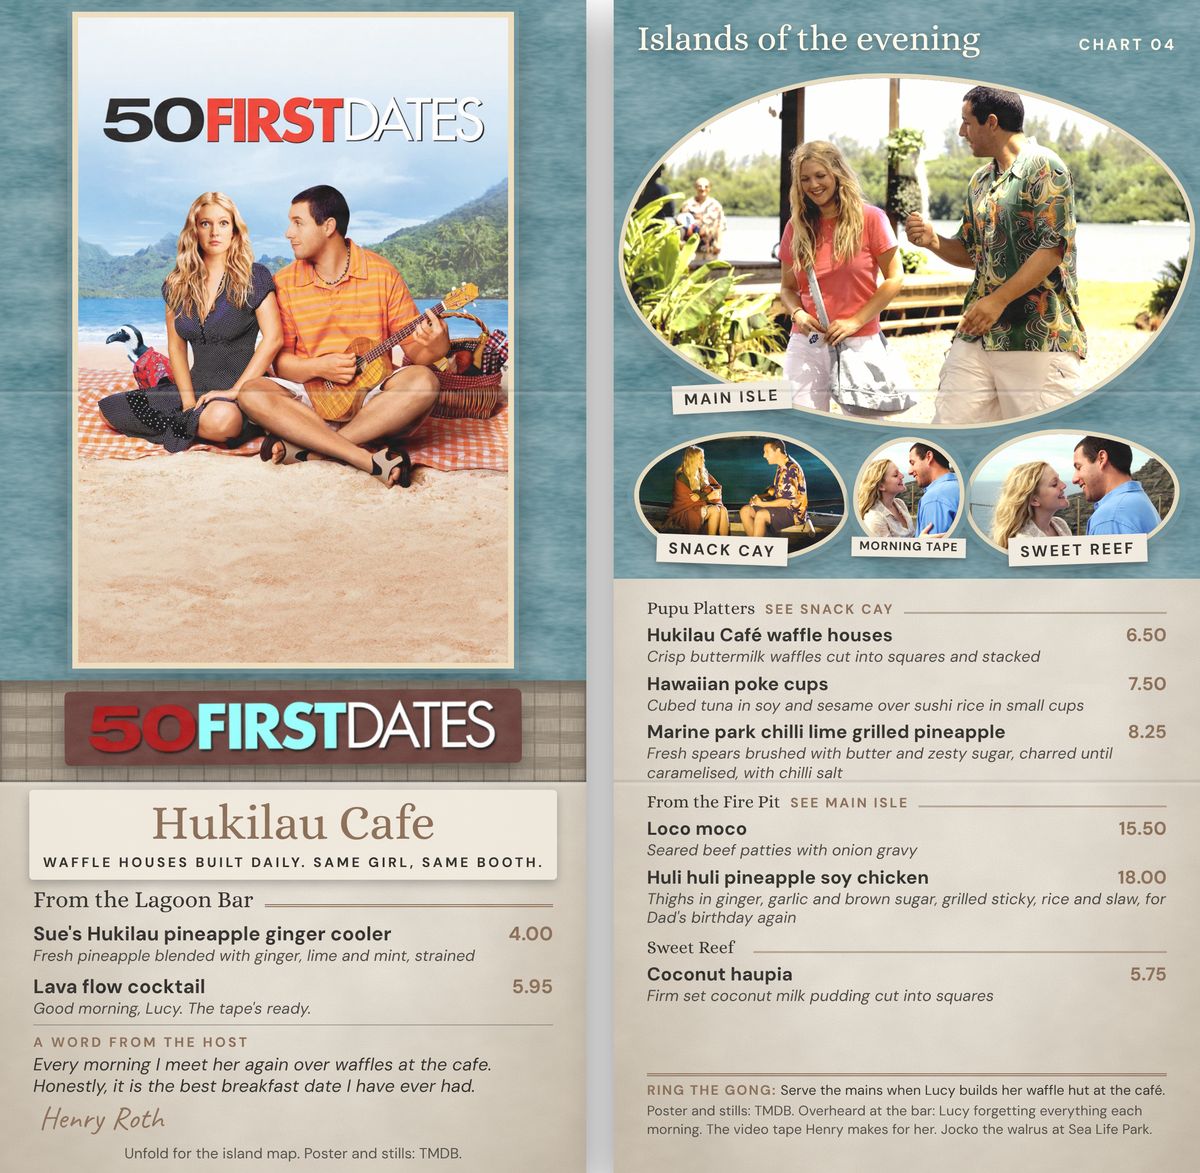 50FIRSTDATES
50FIRSTDATES
Hukilau Cafe
WAFFLE HOUSES BUILT DAILY. SAME GIRL, SAME BOOTH.
From the Lagoon Bar
Sue's Hukilau pineapple ginger cooler 4.00
Fresh pineapple blended with ginger, lime and mint, strained
Lava flow cocktail 5.95
Good morning, Lucy. The tape's ready.
A WORD FROM THE HOST
Every morning I meet her again over waffles at the cafe.
Honestly, it is the best breakfast date I have ever had.
Henry Roth
Unfold for the island map. Poster and stills: TMDB.
Islands of the evening
CHART 04
MAIN ISLE
SNACK CAY
MORNING TAPE
SWEET REEF
Pupu Platters SEE SNACK CAY
Hukilau Café waffle houses 6.50
Crisp buttermilk waffles cut into squares and stacked
Hawaiian poke cups 7.50
Cubed tuna in soy and sesame over sushi rice in small cups
Marine park chilli lime grilled pineapple 8.25
Fresh spears brushed with butter and zesty sugar, charred until
caramelised, with chilli salt
From the Fire Pit SEE MAIN ISLE
Loco moco 15.50
Seared beef patties with onion gravy
Huli huli pineapple soy chicken 18.00
Thighs in ginger, garlic and brown sugar, grilled sticky, rice and slaw, for
Dad's birthday again
Sweet Reef
Coconut haupia 5.75
Firm set coconut milk pudding cut into squares
RING THE GONG: Serve the mains when Lucy builds her waffle hut at the café.
Poster and stills: TMDB. Overheard at the bar: Lucy forgetting everything each
morning. The video tape Henry makes for her. Jocko the walrus at Sea Life Park.